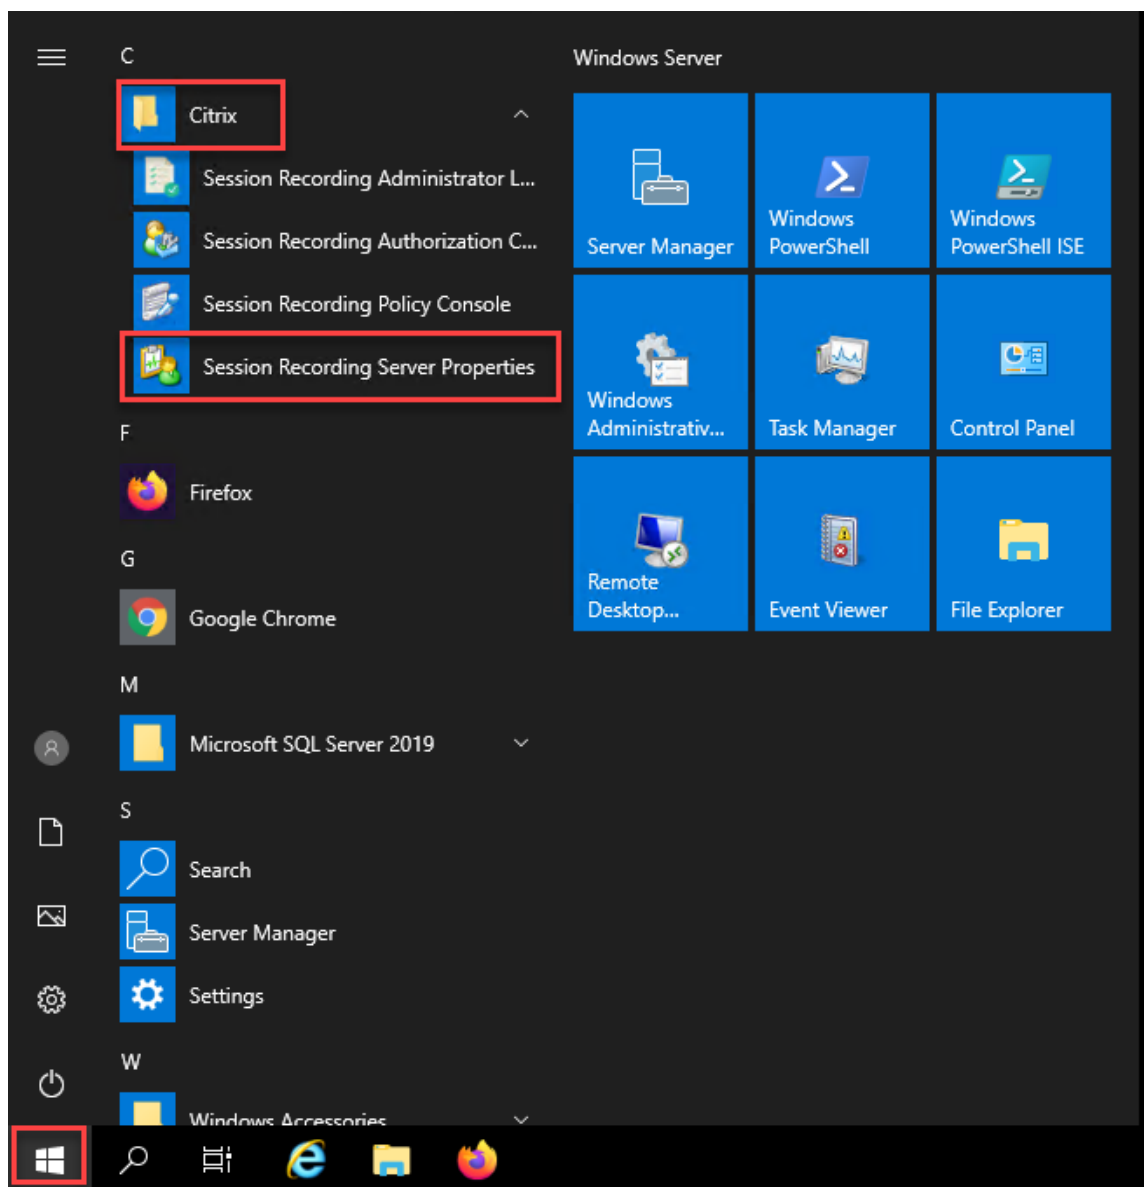 C
Citrix
Session Recording Administrator L...
Session Recording Authorization C...
Session Recording Policy Console
Session Recording Server Properties
F
Firefox
G
Google Chrome
M
Microsoft SQL Server 2019
S
Search
Server Manager
Settings
W
Windows Accessories
Windows Server
Server Manager
Windows
PowerShell
Windows
PowerShell ISE
Windows
Administrativ...
Task Manager
Control Panel
Remote
Desktop...
Event Viewer
File Explorer